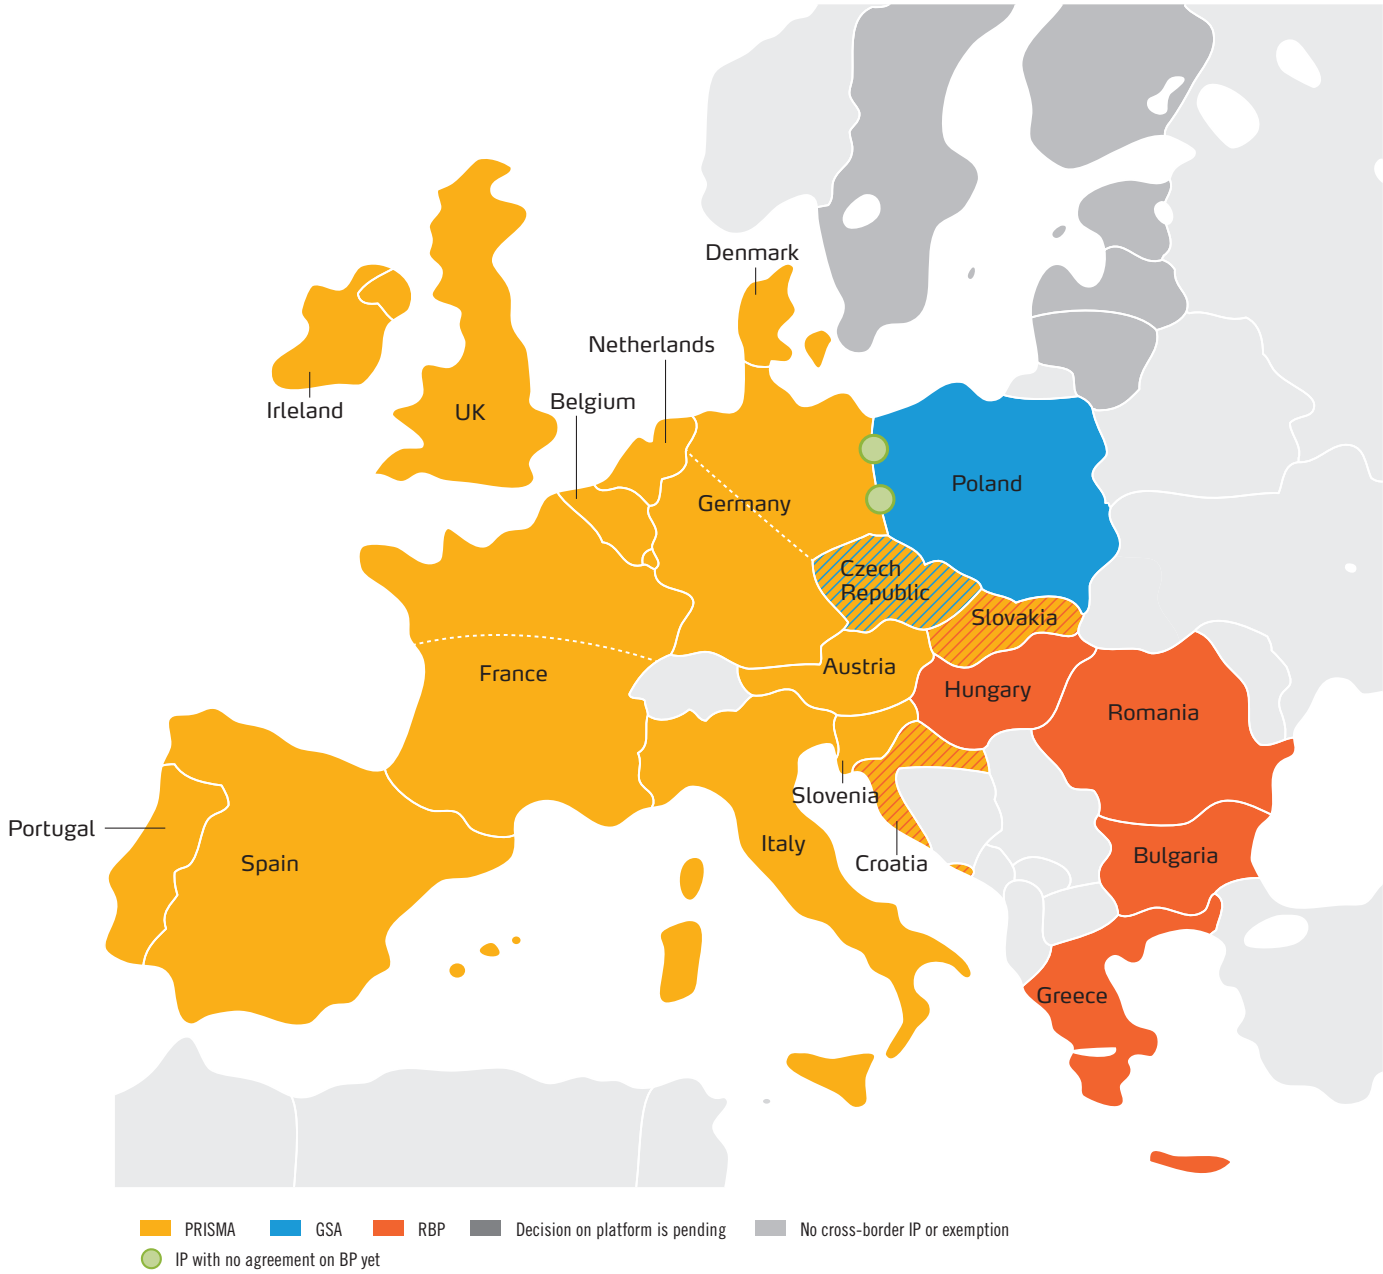 Denmark
Netherlands
Belgium
Irleland
UK
Poland
Germany
Czech
Republic
Slovakia
Austria
France
Hungary
Romania
Slovenia
Portugal
Italy
Bulgaria
Spain
Croatia
Greece
PRISMA GSA RBP Decision on platform is pending No cross-border IP or exemption
IP with no agreement on BP yet